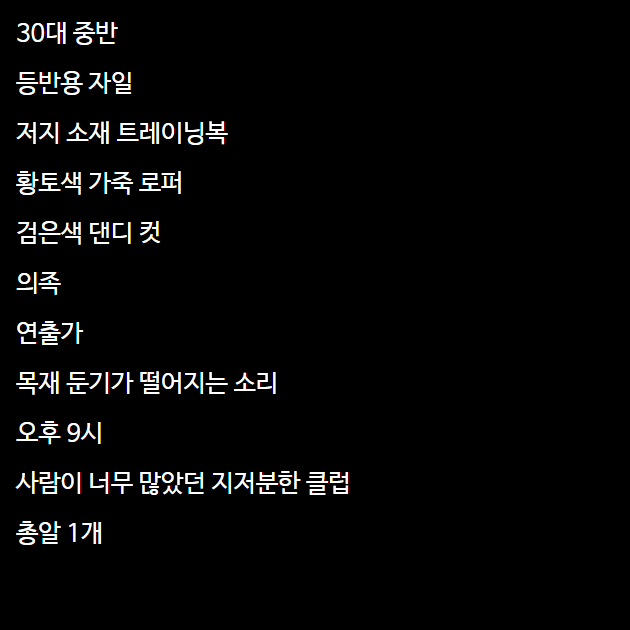 30대 중반
등반용 자일
저지 소재 트레이닝복
황토색 가죽 로퍼
검은색 댄디 컷
의족
연출가
목재 둔기가 떨어지는 소리
오후 9시
사람이 너무 많았던 지저분한 클럽
총알 1개